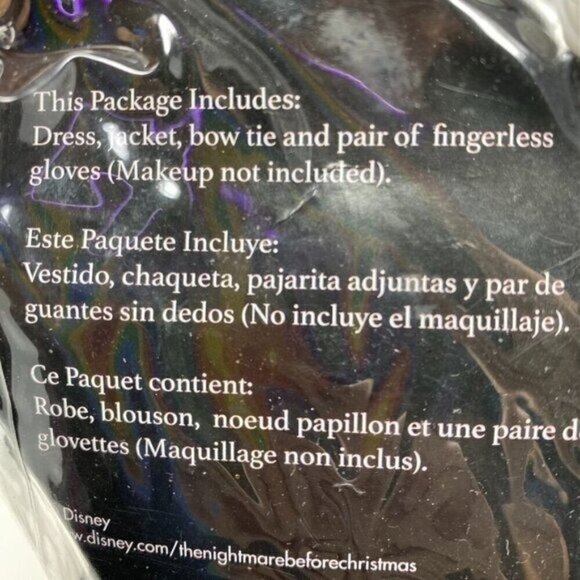 This Package Includes:
Dress, jacket, bow tie and pair of fingerless
gloves (Makeup not included).
Este Paquete Incluye:
Vestido, chaqueta, pajarita adjuntas y par de
guantes sin dedos (No incluye el maquillaje).
Ce Paquet contient:
Robe, blouson, noeud papillon et une paire d
glovettes (Maquillage non inclus).
Disney
w.disney.com/thenightmarebeforechristmas